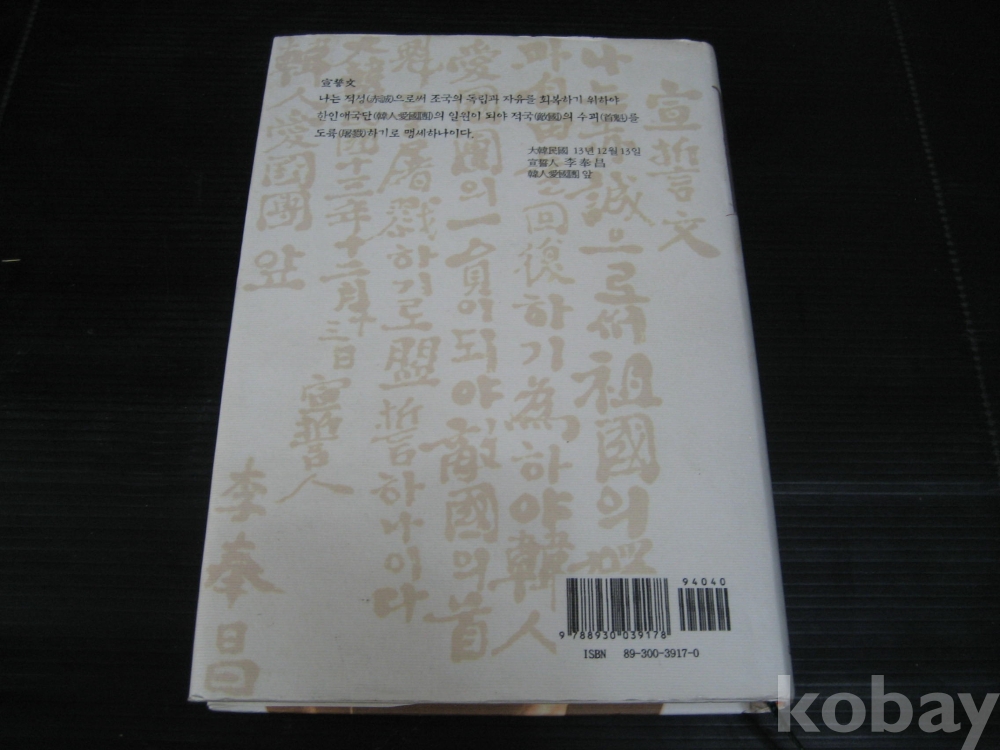 宣誓文
나는 적성(赤誠)으로써 조국의 독립과 자유를 회복하기 위하야
한인애국단(韓人愛國團)의 일원이 되야 적국(敵國)의 수괴(首魁)를
도륙(屠戮)하기로 맹세하나이다.
大韓民國 13년 12월 13일
宣誓人 李奉昌
韓人愛國團 앞
宣誓文
나는 赤誠으로써 祖國의 獨
自由를 回復하기 爲하야 韓人
愛國團의 一員이 되야 敵國의 首
魁를 屠戮하기로 盟誓하나이다
大韓民國十三年十二月十三日 宣誓人 李奉昌
韓人愛國團 앞
94040
9 788930 039178
ISBN 89-300-3917-0
kobay